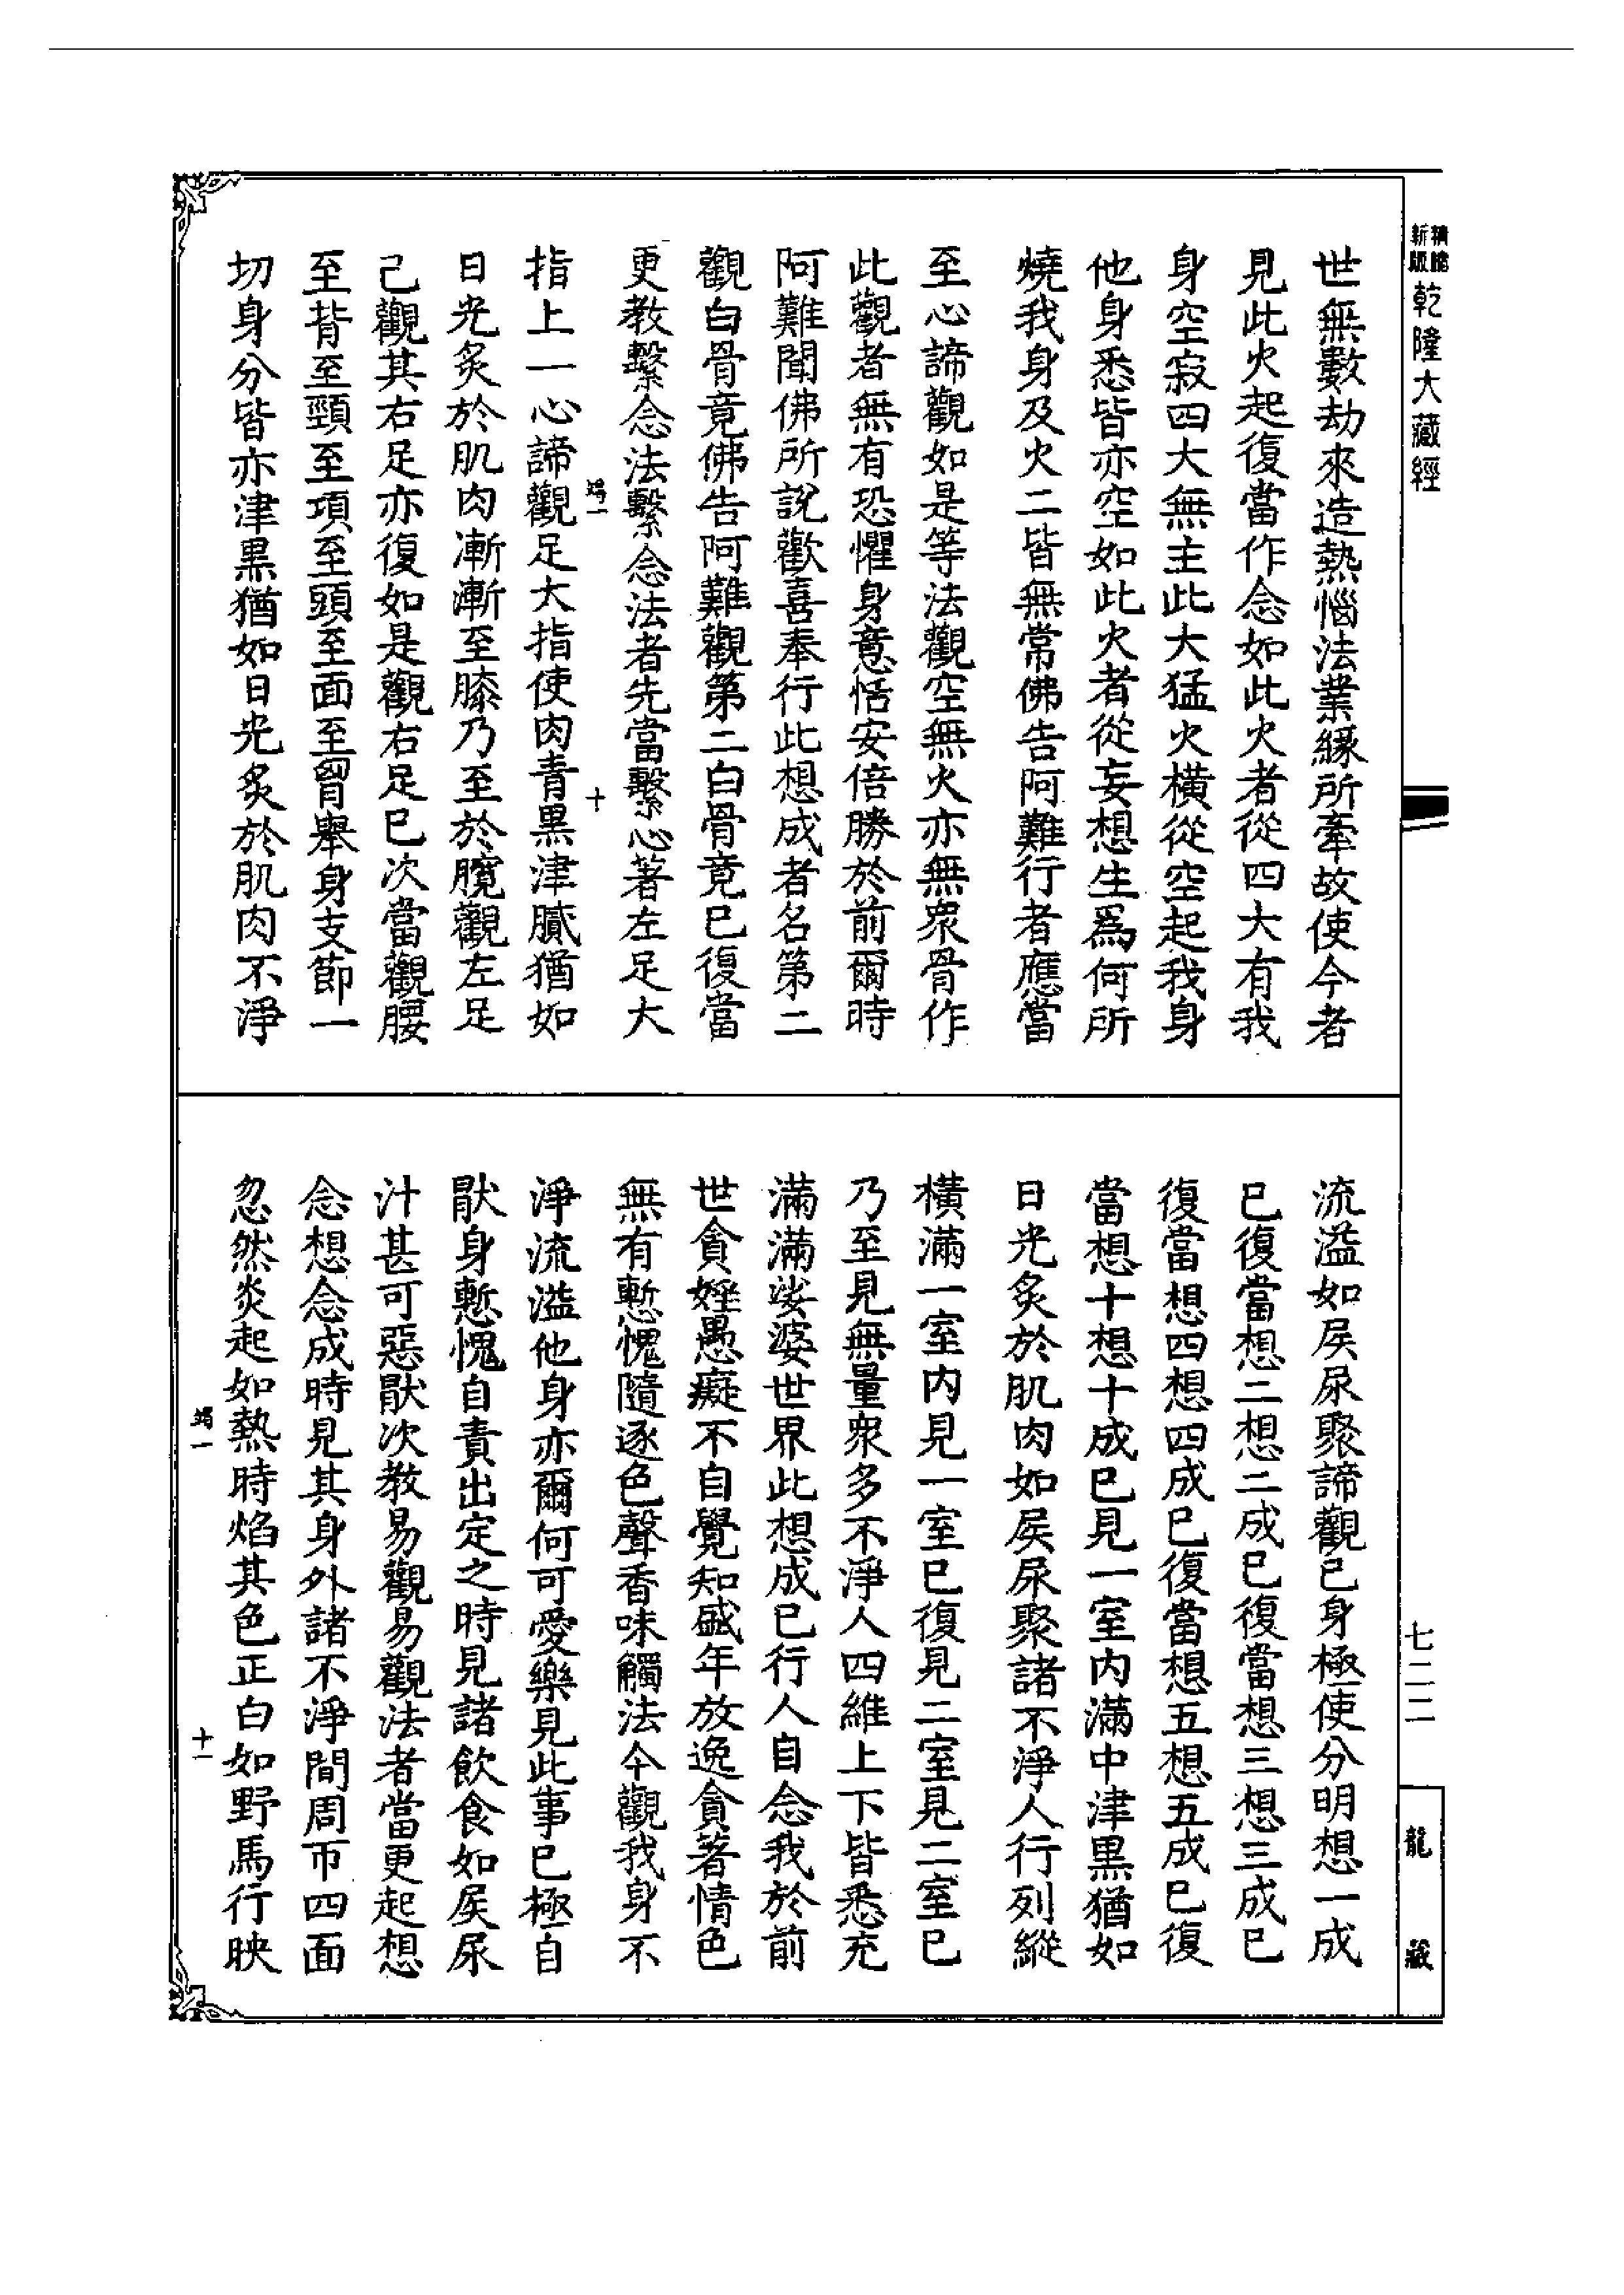 精繕新版 乾隆大藏經
世無數劫來造熱惱法業緣所牽故使今者
見此火起復當作念如此火者從四大有我
身空寂四大無主此大猛火橫從空起我身
他身悉皆亦空如此火者從妄想生爲何所
燒我身及火二皆無常佛告阿難行者應當
至心諦觀如是等法觀空無火亦無衆骨作
此觀者無有恐懼身意恬安倍勝於前爾時
阿難聞佛所說歡喜奉行此想成者名第二
觀白骨竟佛告阿難觀第二白骨竟已復當
更教繫念法繫念法者先當繫心著左足大
竭一 十
指上一心諦觀足大指使肉青黑津膩猶如
日光炙於肌肉漸漸至膝乃至於臗觀左足
己觀其右足亦復如是觀右足已次當觀腰
至背至頸至項至頭至面至胷舉身支節一
切身分皆亦津黑猶如日光炙於肌肉不淨
流溢如屎尿聚諦觀已身極使分明想一成
已復當想二想二成已復當想三想三成已
復當想四想四成已復當想五想五成已復
當想十想十成已見一室內滿中津黑猶如
日光炙於肌肉如屎尿聚諸不淨人行列縱
橫滿一室內見一室已復見二室見二室已
乃至見無量衆多不淨人四維上下皆悉充
滿滿娑婆世界此想成已行人自念我於前
世貪婬愚癡不自覺知盛年放逸貪著情色
無有慙愧隨逐色聲香味觸法今觀我身不
淨流溢他身亦爾何可愛樂見此事已極自
猒身慙愧自責出定之時見諸飲食如屎尿
汁甚可惡猒次教易觀易觀法者當更起想
念想念成時見其身外諸不淨間周帀四面
忽然炎起如熱時焰其色正白如野馬行映
竭一 十一
七二二
龍藏